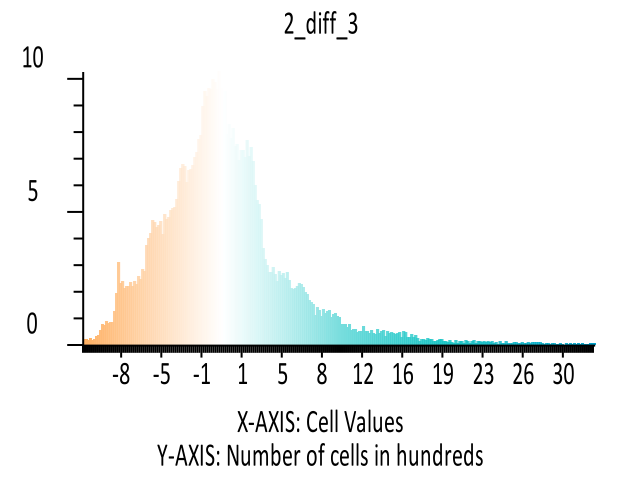 2_diff_3
10
5
0
-8 -5 -1 1 5 8 12 16 19 23 26 30
X-AXIS: Cell Values
Y-AXIS: Number of cells in hundreds